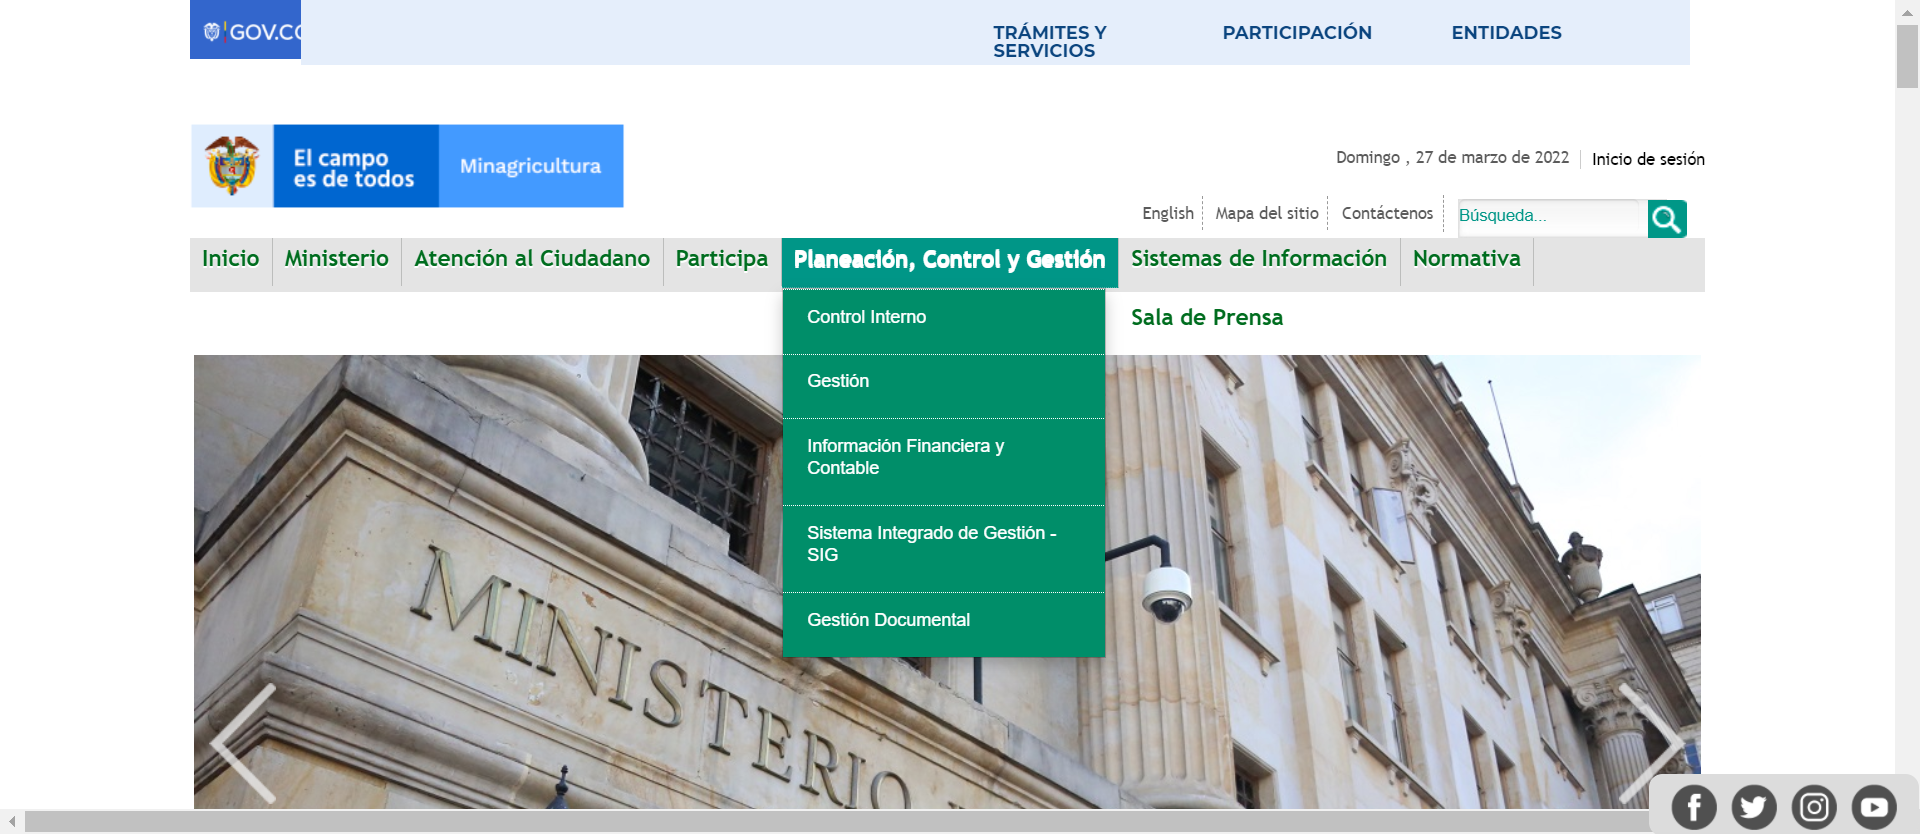 GOV.CO
TRÁMITES Y
SERVICIOS
PARTICIPACIÓN
ENTIDADES
El campo
es de todos
Minagricultura
Domingo , 27 de marzo de 2022
Inicio de sesión
English
Mapa del sitio
Contáctenos
Búsqueda...
Inicio
Ministerio
Atención al Ciudadano
Participa
Planeación, Control y Gestión
Sistemas de Información
Normativa
Control Interno
Sala de Prensa
Gestión
Información Financiera y
Contable
Sistema Integrado de Gestión -
SIG
Gestión Documental
MINISTERIO